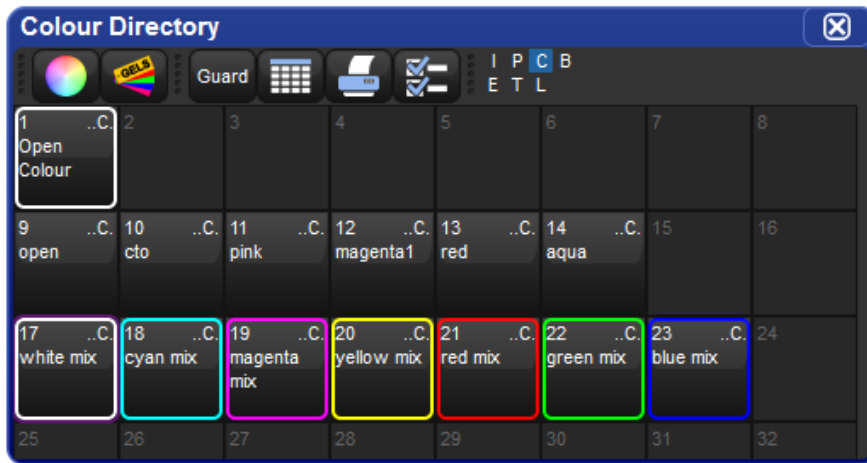 Colour Directory
GELS Guard I P C B
E T L
1 ..C. 2 3 4 5 6 7 8
Open
Colour
9 ..C. 10 ..C. 11 ..C. 12 ..C. 13 ..C. 14 ..C. 15 16
open cto pink magenta1 red aqua
17 ..C. 18 ..C. 19 ..C. 20 ..C. 21 ..C. 22 ..C. 23 ..C. 24
white mix cyan mix magenta yellow mix red mix green mix blue mix
mix
25 26 27 28 29 30 31 32